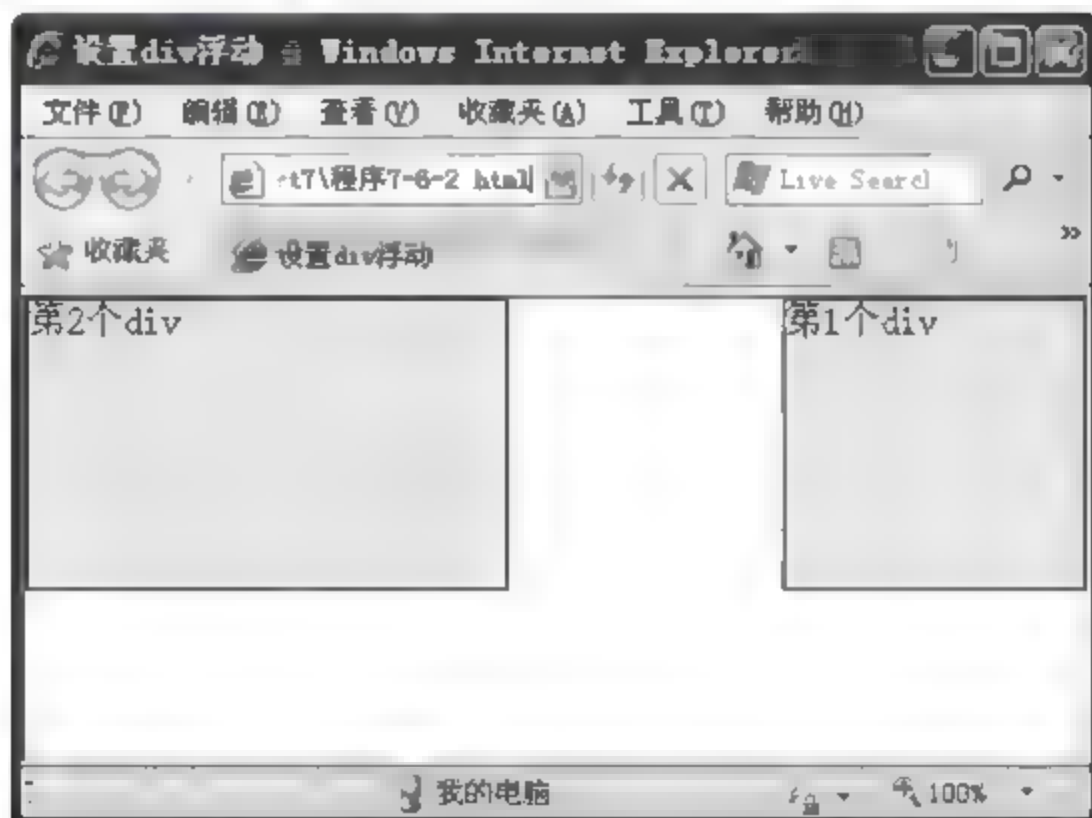 设置div浮动 Windows Internet Explorer
文件(F) 编辑(E) 查看(V) 收藏夹(A) 工具(T) 帮助(H)
t7\程序7-6-2 html Live Searcl
收藏夹 设置div浮动 »
第2个div 第1个div
我的电脑 100%